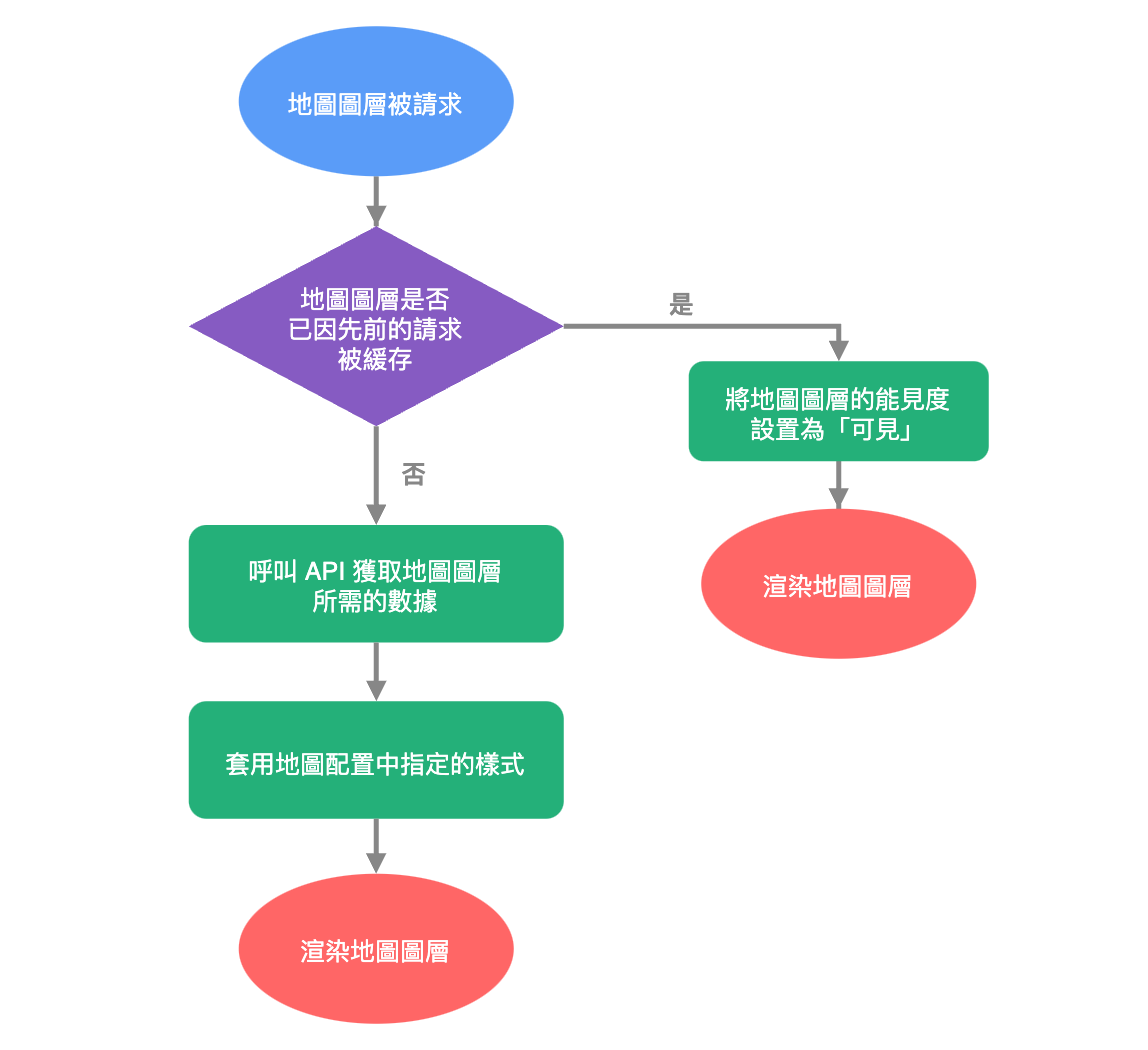 地圖圖層被請求
地圖圖層是否
已因先前的請求
被緩存
是
將地圖圖層的能見度
設置為「可見」
否
呼叫 API 獲取地圖圖層
所需的數據
渲染地圖圖層
套用地圖配置中指定的樣式
渲染地圖圖層